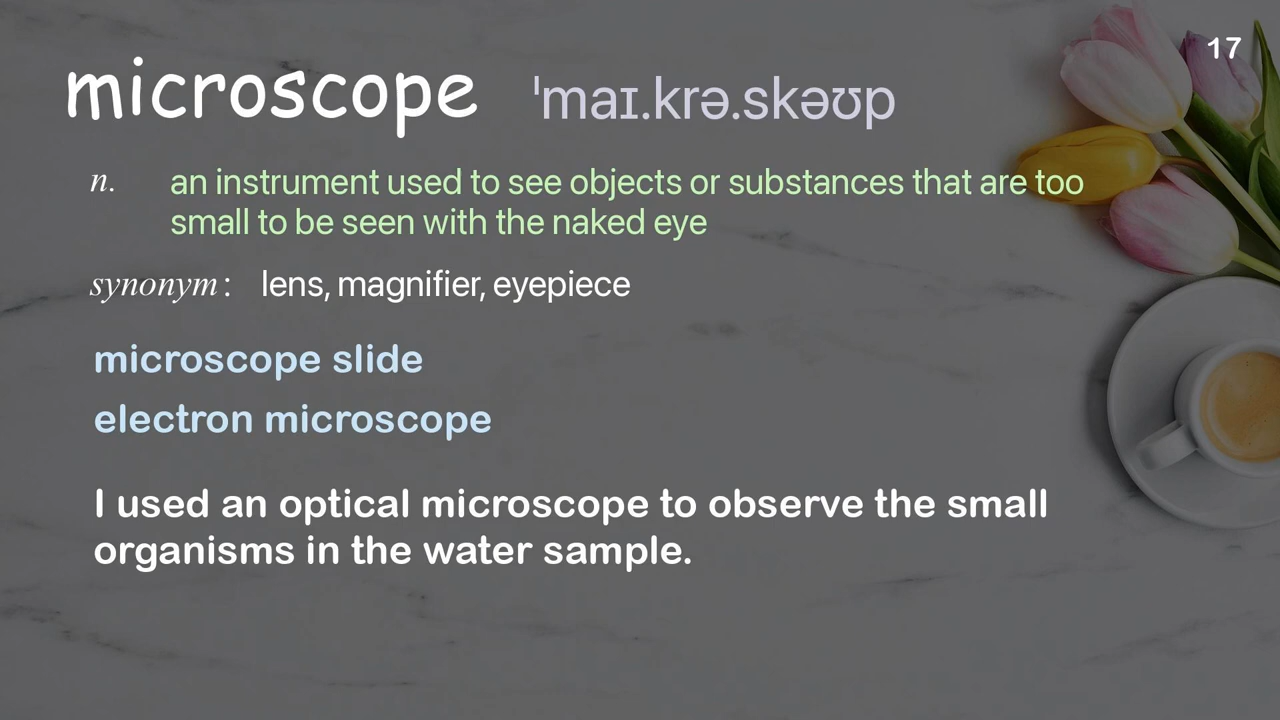 17
microscope ˈmaɪ.krə.skəʊp
n. an instrument used to see objects or substances that are too
small to be seen with the naked eye
synonym: lens, magnifier, eyepiece
microscope slide
electron microscope
I used an optical microscope to observe the small
organisms in the water sample.